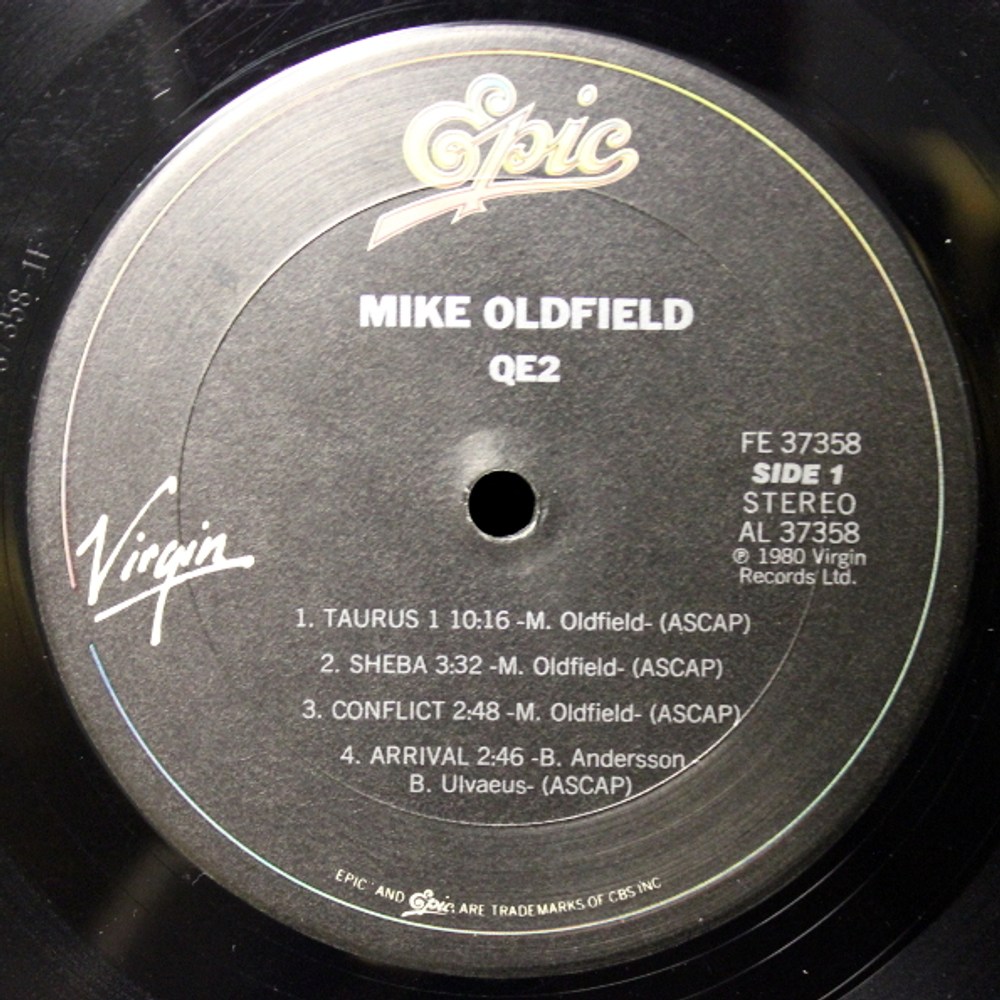 Epic
MIKE OLDFIELD
QE2
FE 37358
SIDE 1
STEREO
AL 37358
℗ 1980 Virgin
Records Ltd.
Virgin
1. TAURUS 1 10:16 -M. Oldfield- (ASCAP)
2. SHEBA 3:32 -M. Oldfield- (ASCAP)
3. CONFLICT 2:48 -M. Oldfield- (ASCAP)
4. ARRIVAL 2:46 -B. Andersson -
B. Ulvaeus- (ASCAP)
EPIC AND Epic ARE TRADEMARKS OF CBS INC